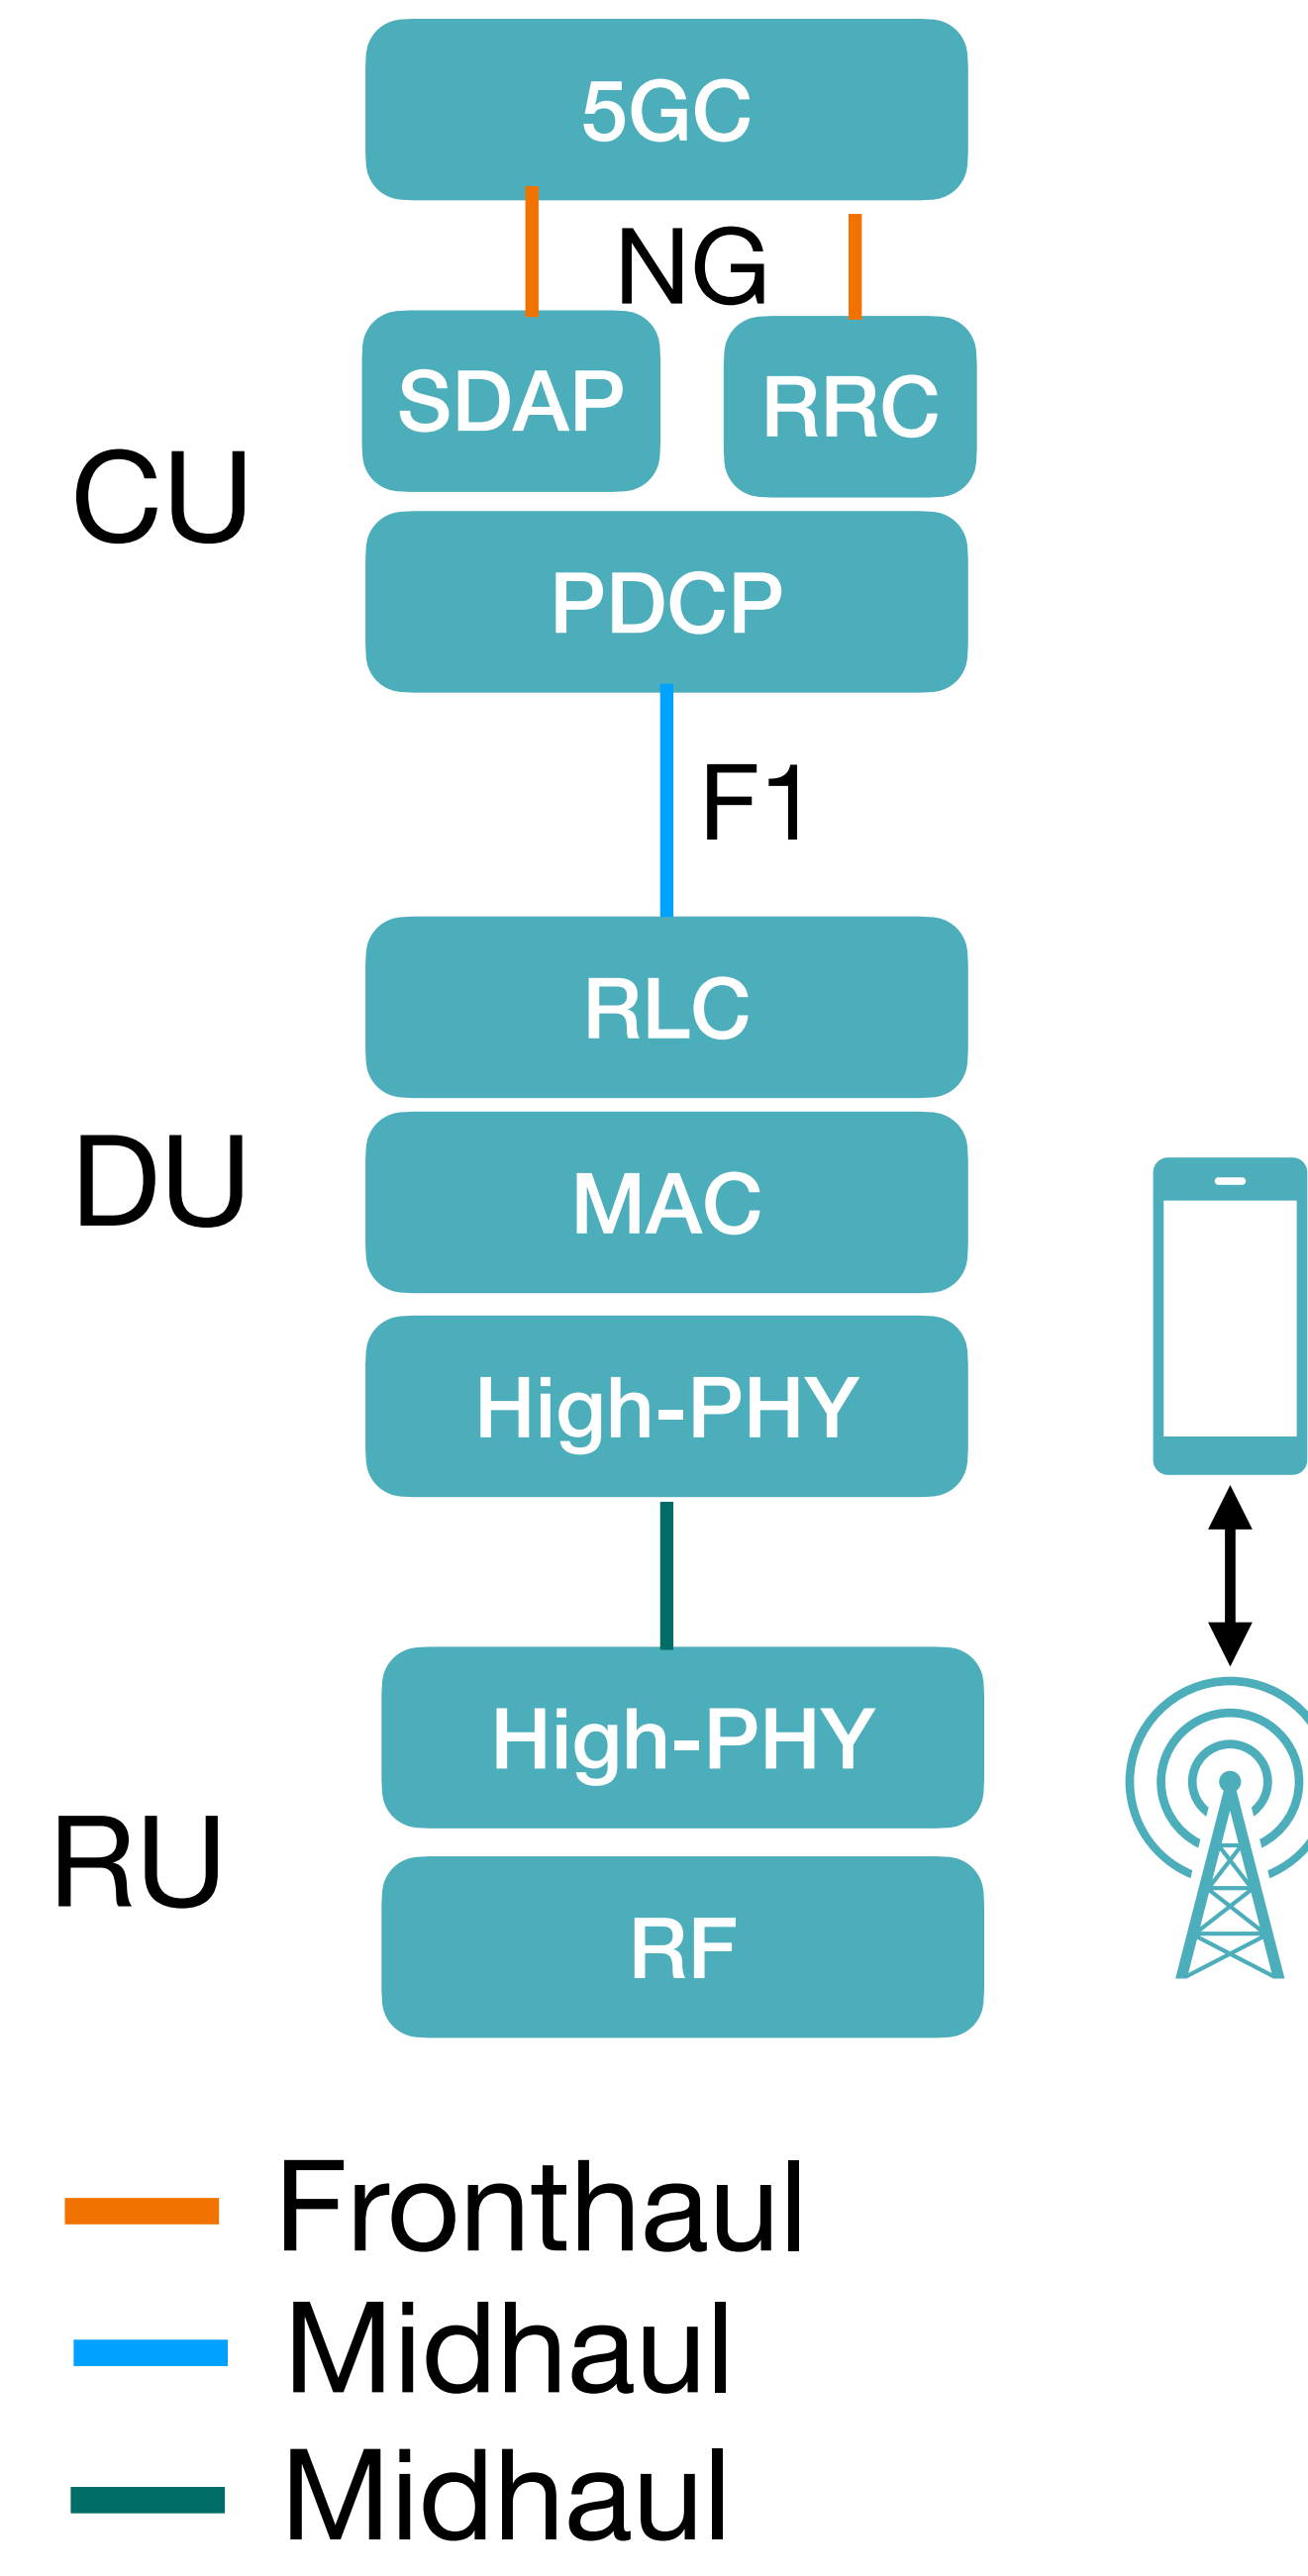 5GC
NG
SDAP RRC
CU
PDCP
F1
RLC
DU
MAC
High-PHY
High-PHY
RU
RF
Fronthaul
Midhaul
Midhaul